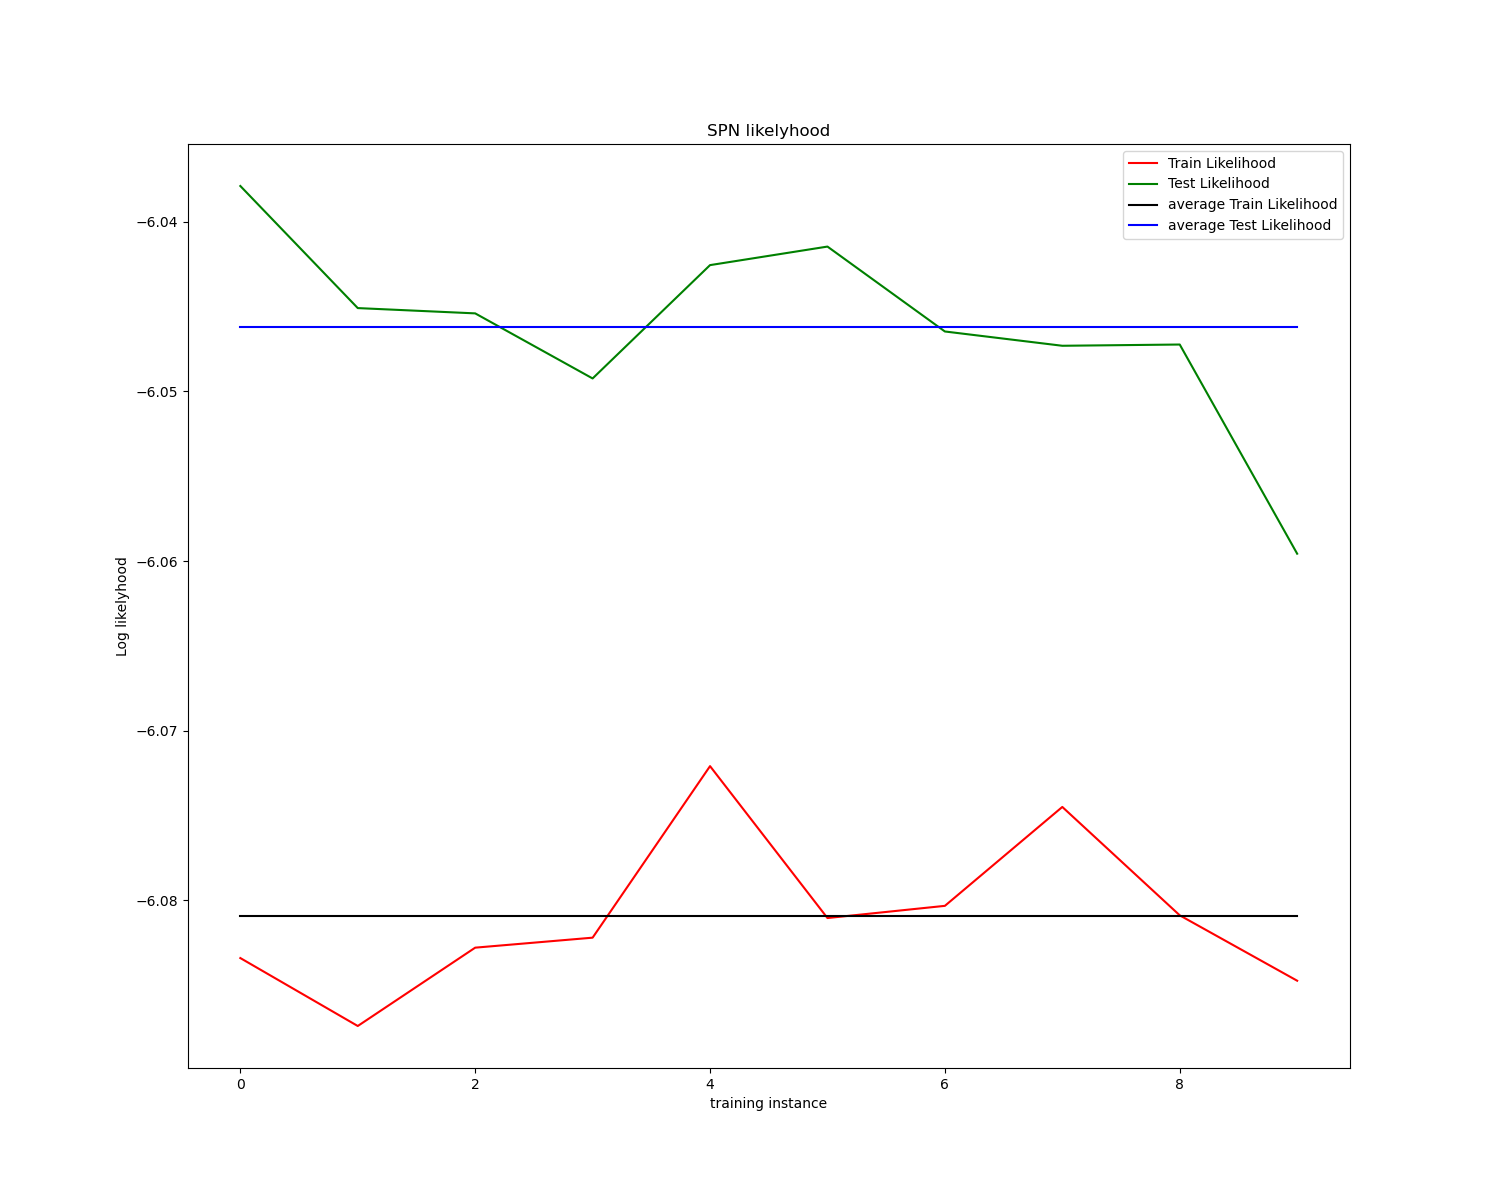 SPN likelyhood
Train Likelihood
Test Likelihood
average Train Likelihood
average Test Likelihood
−6.04
−6.05
−6.06
−6.07
−6.08
Log likelyhood
0 2 4 6 8
training instance